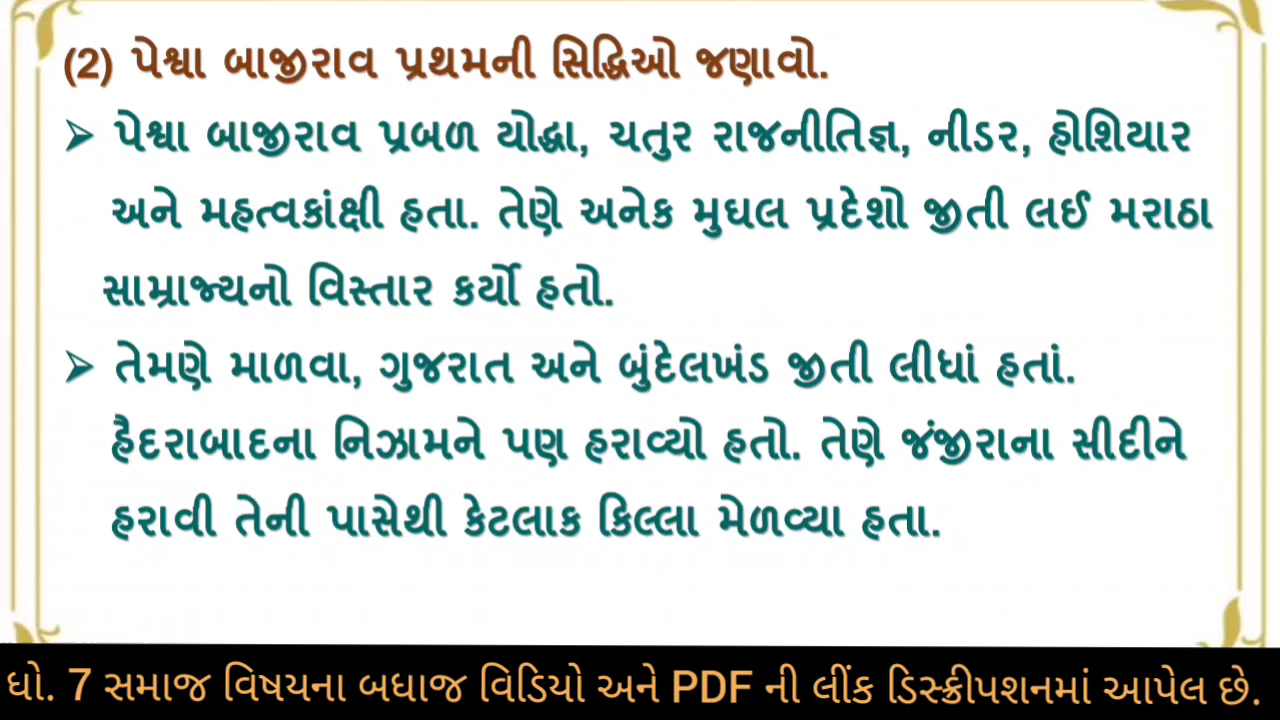 (2) પેશ્વા બાજીરાવ પ્રથમની સિદ્ધિઓ જણાવો.
➢ પેશ્વા બાજીરાવ પ્રબળ યોદ્ધા, ચતુર રાજનીતિજ્ઞ, નીડર, હોશિયાર
અને મહત્વકાંક્ષી હતા. તેણે અનેક મુઘલ પ્રદેશો જીતી લઈ મરાઠા
સામ્રાજ્યનો વિસ્તાર કર્યો હતો.
➢ તેમણે માળવા, ગુજરાત અને બુંદેલખંડ જીતી લીધાં હતાં.
હૈદરાબાદના નિઝામને પણ હરાવ્યો હતો. તેણે જંજીરાના સીદીને
હરાવી તેની પાસેથી કેટલાક કિલ્લા મેળવ્યા હતા.
ધો. 7 સમાજ વિષયના બધાજ વિડિયો અને PDF ની લીંક ડિસ્ક્રીપશનમાં આપેલ છે.